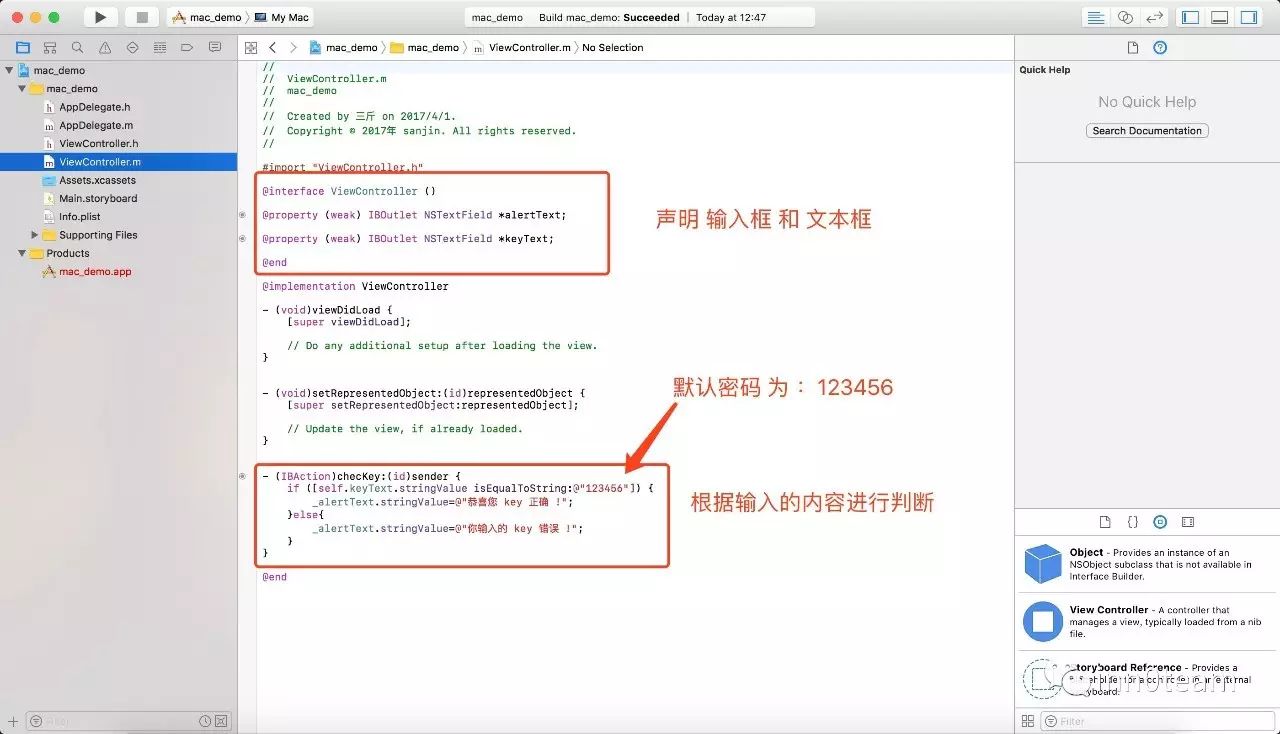 mac_demo
My Mac
mac_demo
Build mac_demo: Succeeded
Today at 12:47
mac_demo
mac_demo
ViewController.m
No Selection
mac_demo
mac_demo
h AppDelegate.h
m AppDelegate.m
h ViewController.h
m ViewController.m
Assets.xcassets
Main.storyboard
Info.plist
Supporting Files
Products
mac_demo.app
Filter
//
//  ViewController.m
//  mac_demo
//
//  Created by 三斤 on 2017/4/1.
//  Copyright © 2017年 sanjin. All rights reserved.
//
#import "ViewController.h"
@interface ViewController ()
@property (weak) IBOutlet NSTextField *alertText;
@property (weak) IBOutlet NSTextField *keyText;
@end
@implementation ViewController
- (void)viewDidLoad {
    [super viewDidLoad];
    // Do any additional setup after loading the view.
}
- (void)setRepresentedObject:(id)representedObject {
    [super setRepresentedObject:representedObject];
    // Update the view, if already loaded.
}
- (IBAction)checKey:(id)sender {
    if ([self.keyText.stringValue isEqualToString:@"123456"]) {
        _alertText.stringValue=@"恭喜您 key 正确 !";
    }else{
        _alertText.stringValue=@"你输入的 key 错误 !";
    }
}
@end
声明 输入框 和 文本框
默认密码 为 ： 123456
根据输入的内容进行判断
Quick Help
No Quick Help
Search Documentation
{}
Object - Provides an instance of an
NSObject subclass that is not available in
Interface Builder.
View Controller - A controller that
manages a view, typically loaded from a nib
file.
Storyboard Reference - Provides a
Filter